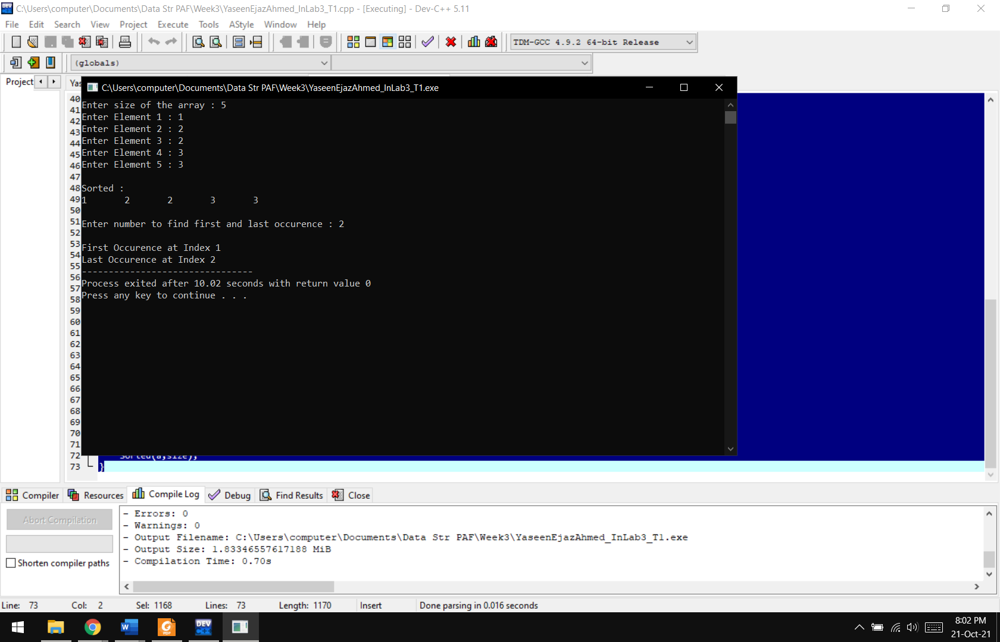 C:\Users\computer\Documents\Data Str PAF\Week3\YaseenEjazAhmed_InLab3_T1.cpp - [Executing] - Dev-C++ 5.11
File Edit Search View Project Execute Tools AStyle Window Help
TDM-GCC 4.9.2 64-bit Release
(globals)
Project
Yas
C:\Users\computer\Documents\Data Str PAF\Week3\YaseenEjazAhmed_InLab3_T1.exe
40
41
42
43
44
45
46
47
48
49
50
51
52
53
54
55
56
57
58
59
60
61
62
63
64
65
66
67
68
69
70
71
72 Sorted(a,size);
73 }
Enter size of the array : 5
Enter Element 1 : 1
Enter Element 2 : 2
Enter Element 3 : 2
Enter Element 4 : 3
Enter Element 5 : 3
Sorted :
1 2 2 3 3
Enter number to find first and last occurence : 2
First Occurence at Index 1
Last Occurence at Index 2
--------------------------------
Process exited after 10.02 seconds with return value 0
Press any key to continue . . .
Compiler Resources Compile Log Debug Find Results Close
Abort Compilation
Shorten compiler paths
- Errors: 0
- Warnings: 0
- Output Filename: C:\Users\computer\Documents\Data Str PAF\Week3\YaseenEjazAhmed_InLab3_T1.exe
- Output Size: 1.83346557617188 MiB
- Compilation Time: 0.70s
Line: 73 Col: 2 Sel: 1168 Lines: 73 Length: 1170 Insert Done parsing in 0.016 seconds
8:02 PM
21-Oct-21